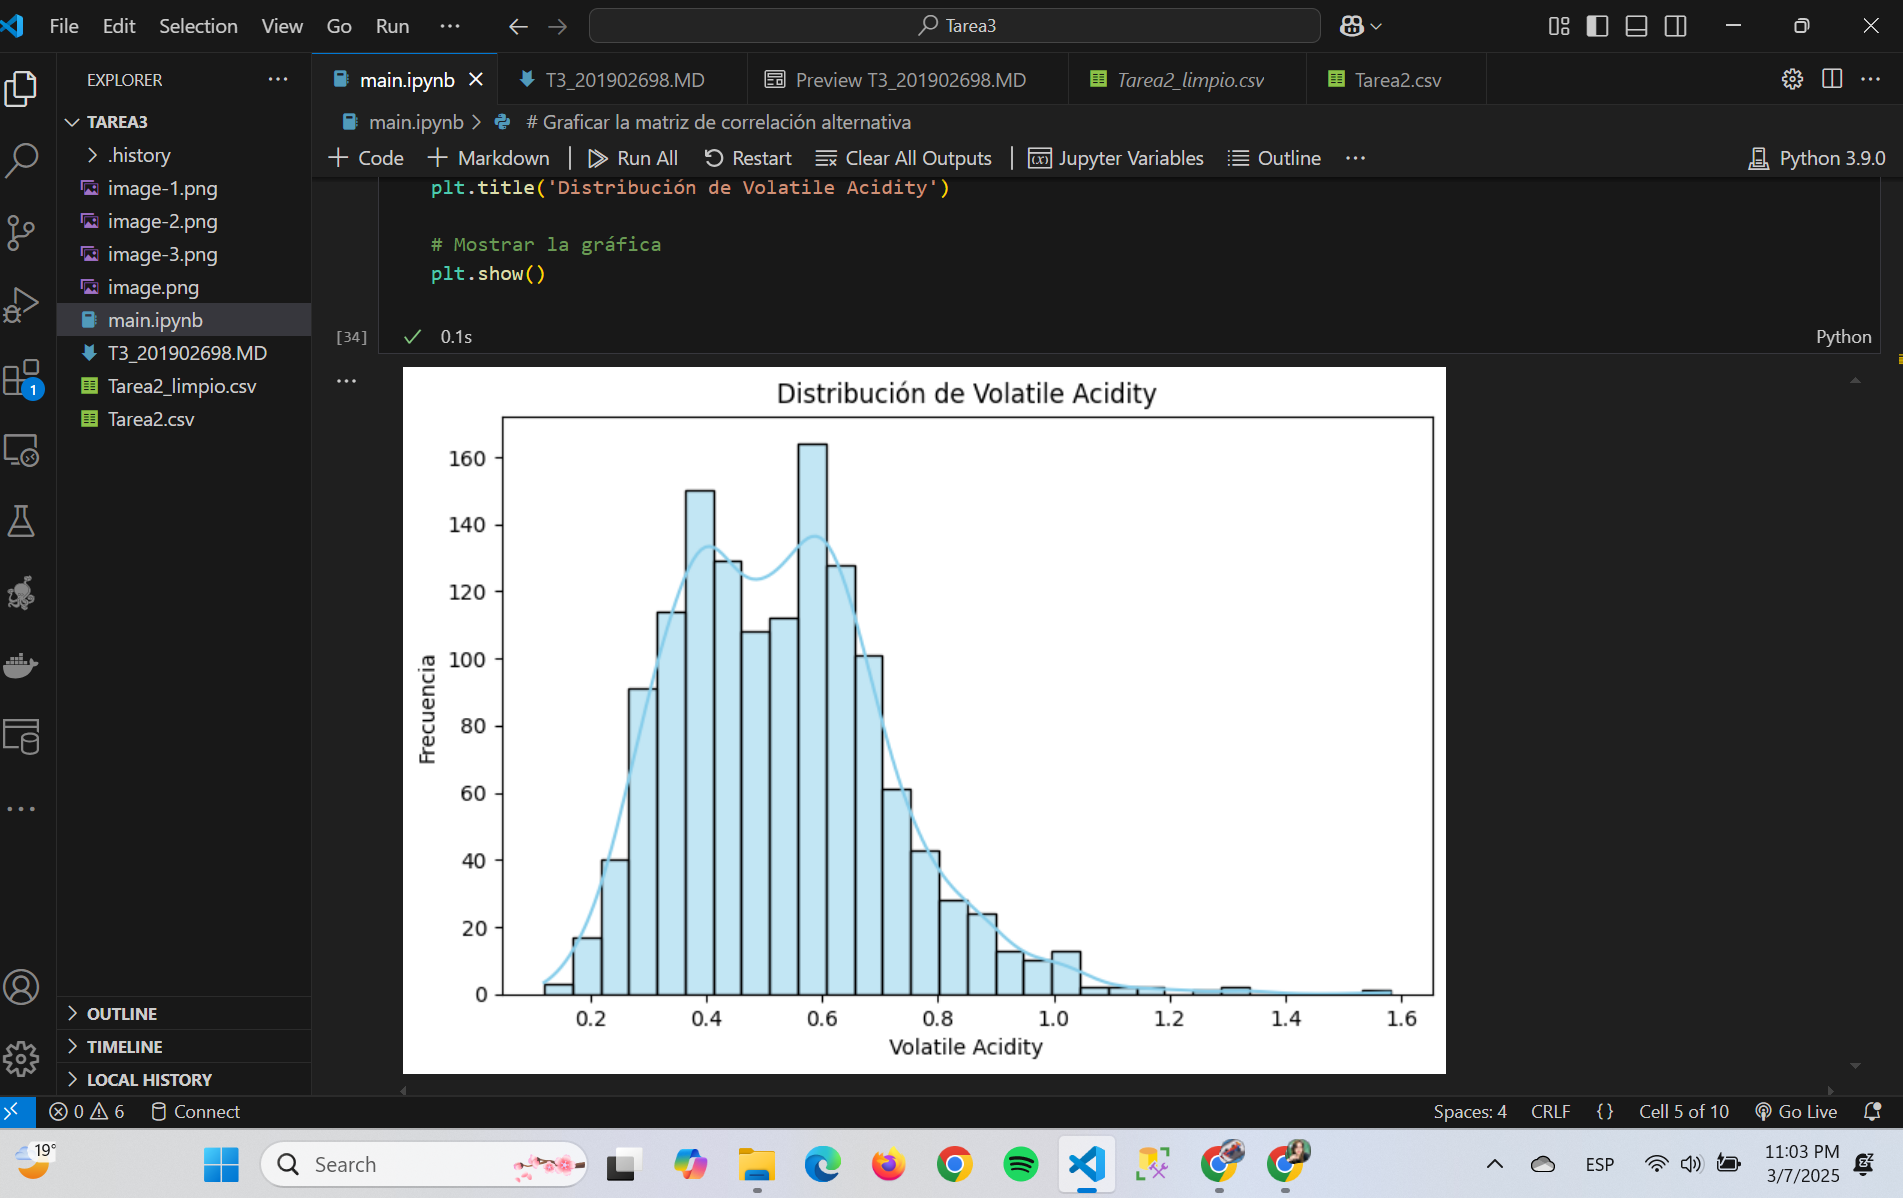 File Edit Selection View Go Run ··· Tarea3
EXPLORER ···
TAREA3
.history
image-1.png
image-2.png
image-3.png
image.png
main.ipynb
T3_201902698.MD
Tarea2_limpio.csv
Tarea2.csv
OUTLINE
TIMELINE
LOCAL HISTORY
1
main.ipynb T3_201902698.MD Preview T3_201902698.MD Tarea2_limpio.csv Tarea2.csv
main.ipynb > # Graficar la matriz de correlación alternativa
+ Code + Markdown | Run All Restart Clear All Outputs | Jupyter Variables Outline ··· Python 3.9.0
plt.title('Distribución de Volatile Acidity')
# Mostrar la gráfica
plt.show()
[34] ✓ 0.1s Python
Distribución de Volatile Acidity
160
140
120
100
80
60
40
20
0
Frecuencia
0.2 0.4 0.6 0.8 1.0 1.2 1.4 1.6
Volatile Acidity
0 6 Connect Spaces: 4 CRLF {} Cell 5 of 10 Go Live
19° Search ESP 11:03 PM
3/7/2025